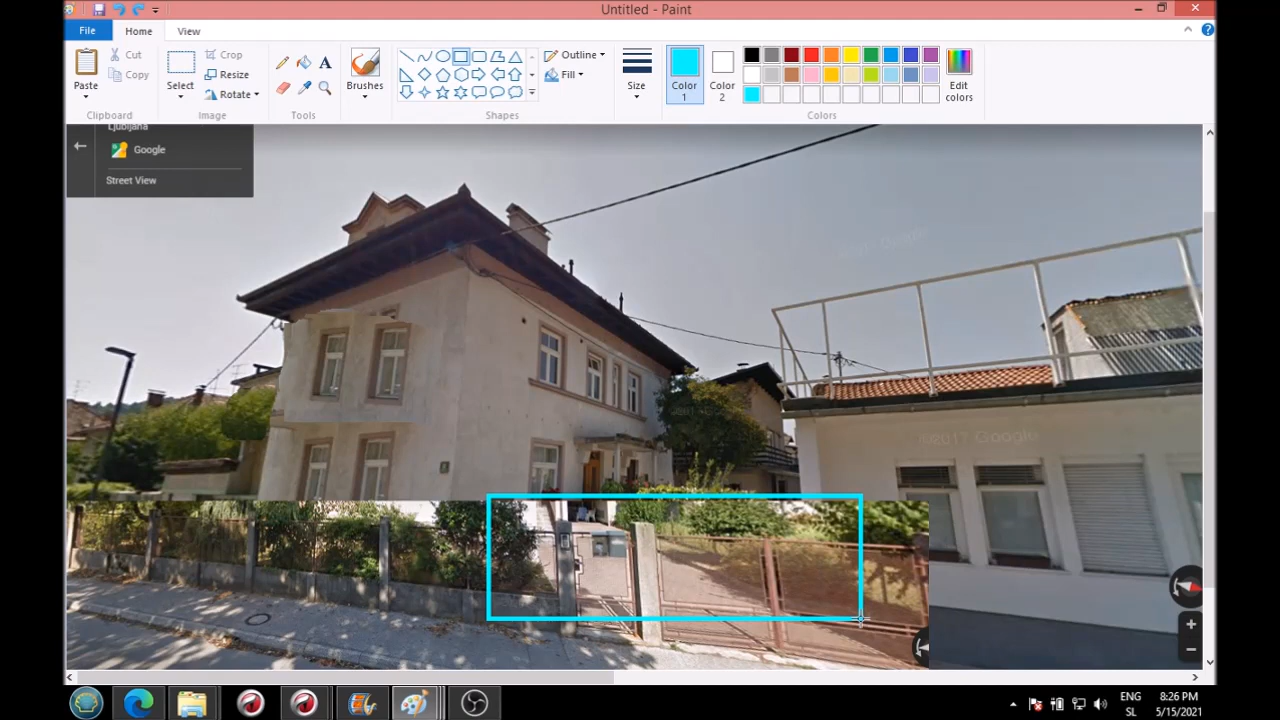 Untitled - Paint
File
Home
View
Paste
Cut
Copy
Clipboard
Select
Crop
Resize
Rotate
Image
A
Tools
Brushes
Outline
Fill
Shapes
Size
Color 1
Color 2
Edit colors
Colors
Ljubljana
Google
Street View
©2017 Google
ENG
SL
8:26 PM
5/15/2021